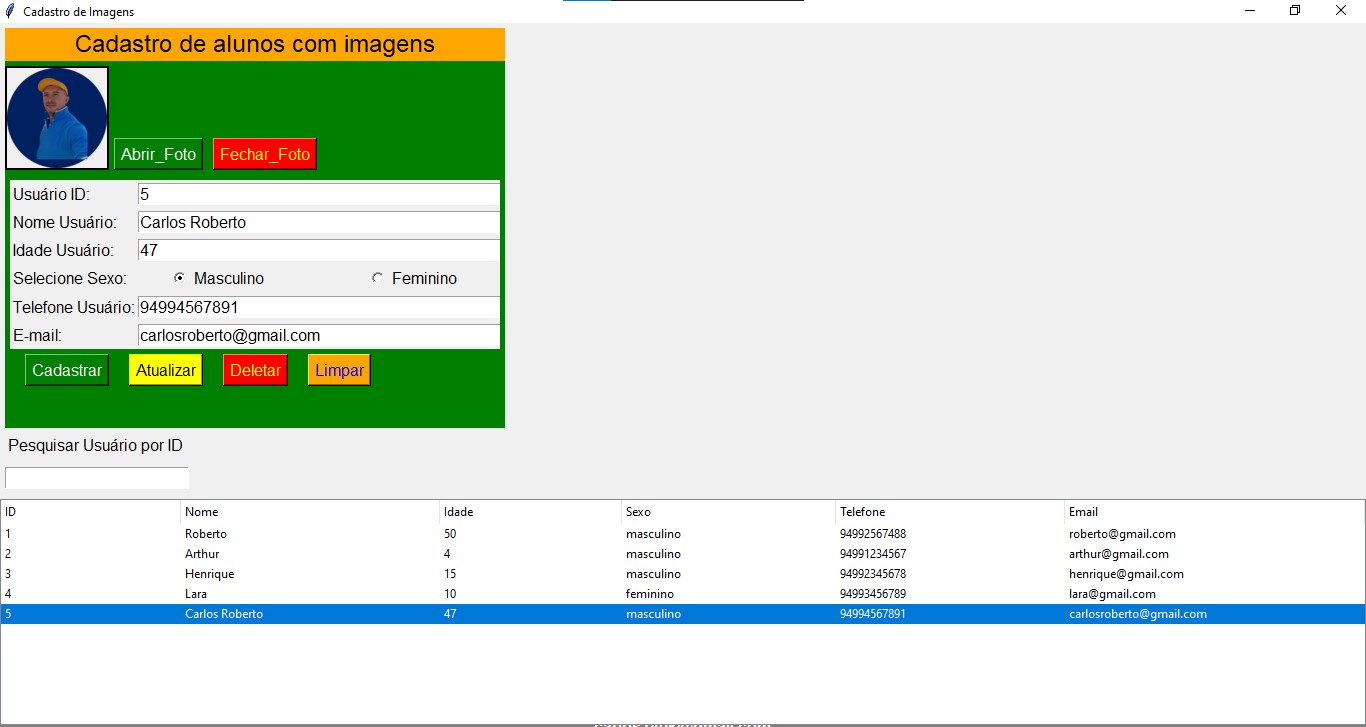 Cadastro de Imagens
Cadastro de alunos com imagens
Abrir_Foto Fechar_Foto
Usuário ID: 5
Nome Usuário: Carlos Roberto
Idade Usuário: 47
Selecione Sexo: Masculino Feminino
Telefone Usuário: 94994567891
E-mail: carlosroberto@gmail.com
Cadastrar Atualizar Deletar Limpar
Pesquisar Usuário por ID
ID Nome Idade Sexo Telefone Email
1 Roberto 50 masculino 94992567488 roberto@gmail.com
2 Arthur 4 masculino 94991234567 arthur@gmail.com
3 Henrique 15 masculino 94992345678 henrique@gmail.com
4 Lara 10 feminino 94993456789 lara@gmail.com
5 Carlos Roberto 47 masculino 94994567891 carlosroberto@gmail.com